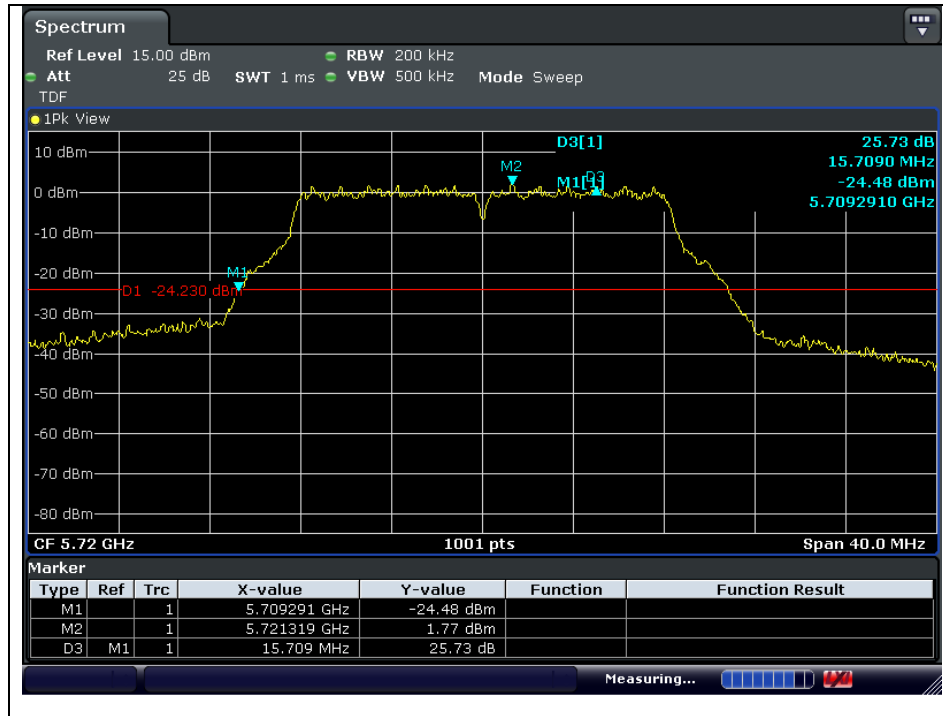 Spectrum
Ref Level 15.00 dBm RBW 200 kHz
Att 25 dB SWT 1 ms VBW 500 kHz Mode Sweep
TDF
1Pk View
D3[1] 25.73 dB
15.7090 MHz
M1[1] -24.48 dBm
5.7092910 GHz
10 dBm
M2
D3
0 dBm
-10 dBm
-20 dBm
M1
D1 -24.230 dBm
-30 dBm
-40 dBm
-50 dBm
-60 dBm
-70 dBm
-80 dBm
CF 5.72 GHz 1001 pts Span 40.0 MHz
Marker
Type Ref Trc X-value Y-value Function Function Result
M1 1 5.709291 GHz -24.48 dBm
M2 1 5.721319 GHz 1.77 dBm
D3 M1 1 15.709 MHz 25.73 dB
Measuring...